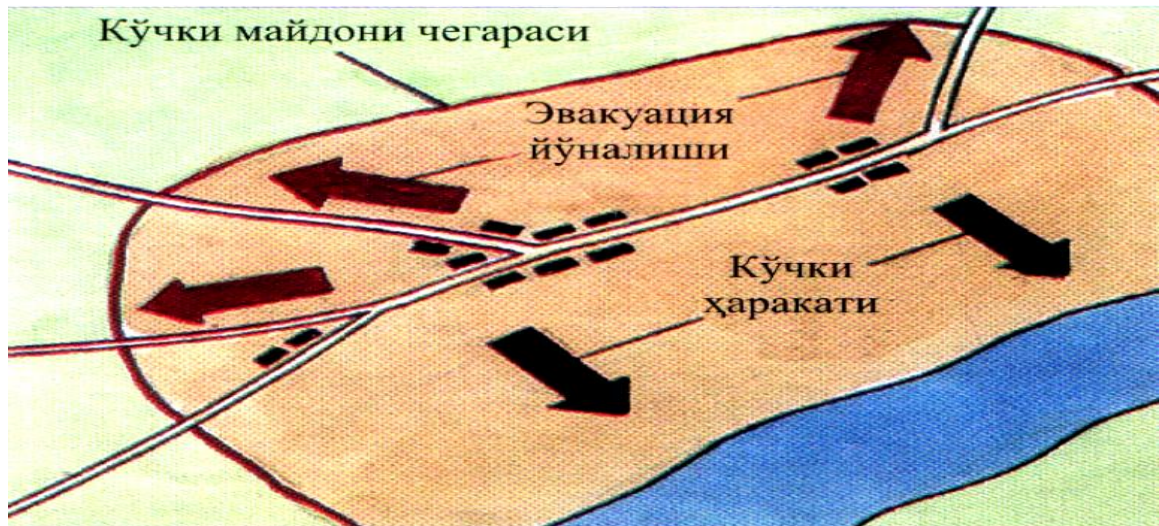 Кўчки майдони чегараси
Эвакуация
йўналиши
Кўчки
ҳаракати